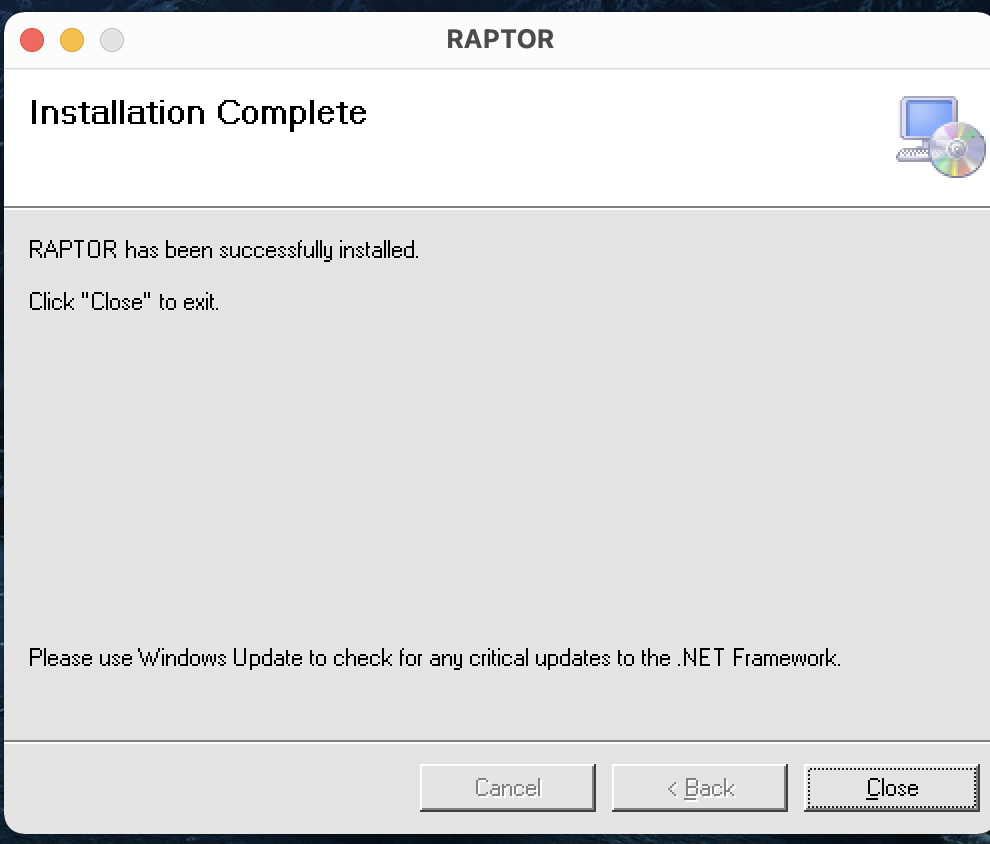 RAPTOR
Installation Complete
RAPTOR has been successfully installed.
Click "Close" to exit.
Please use Windows Update to check for any critical updates to the .NET Framework.
Cancel
< Back
Close